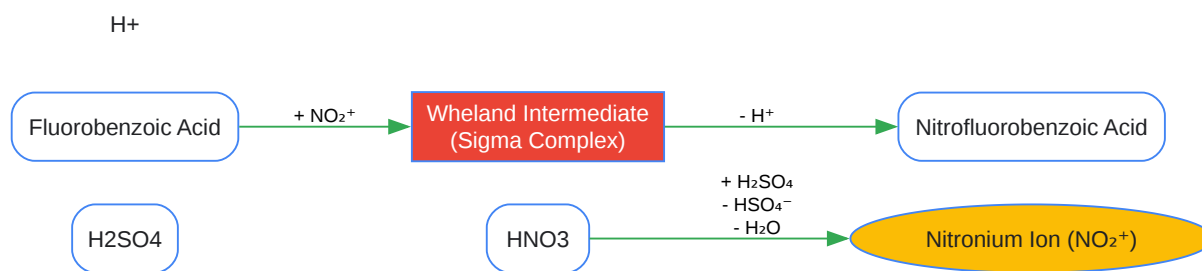 H+
Fluorobenzoic Acid
+ NO₂⁺
Wheland Intermediate
(Sigma Complex)
- H⁺
Nitrofluorobenzoic Acid
H2SO4
HNO3
+ H₂SO₄
- HSO₄⁻
- H₂O
Nitronium Ion (NO₂⁺)